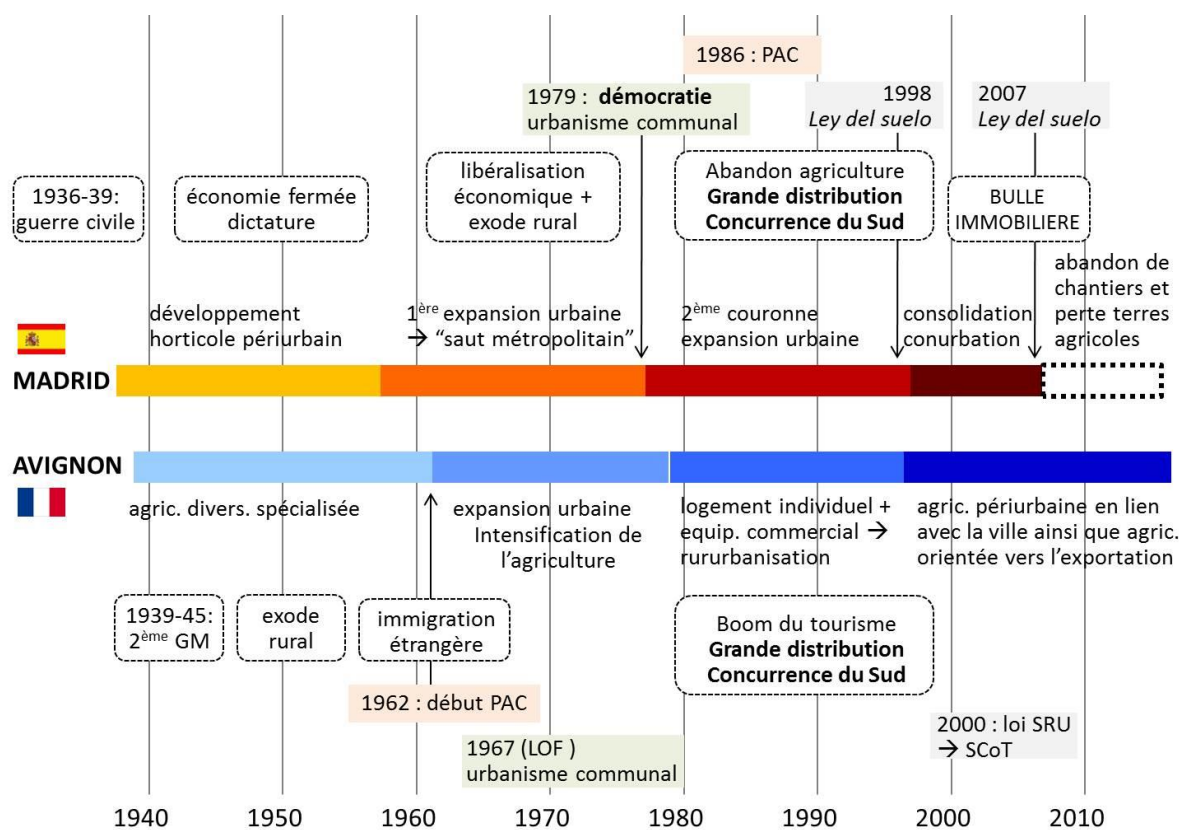 1986 : PAC
1979 : démocratie
urbanisme communal
1998
Ley del suelo
2007
Ley del suelo
1936-39:
guerre civile
économie fermée
dictature
libéralisation
économique +
exode rural
Abandon agriculture
Grande distribution
Concurrence du Sud
BULLE
IMMOBILIERE
développement
horticole périurbain
1ère expansion urbaine
→ “saut métropolitain”
2ème couronne
expansion urbaine
consolidation
conurbation
abandon de
chantiers et
perte terres
agricoles
MADRID
AVIGNON
agric. divers. spécialisée
expansion urbaine
Intensification de
l’agriculture
logement individuel +
equip. commercial →
rururbanisation
agric. périurbaine en lien
avec la ville ainsi que agric.
orientée vers l’exportation
1939-45:
2ème GM
exode
rural
immigration
étrangère
Boom du tourisme
Grande distribution
Concurrence du Sud
1962 : début PAC
1967 (LOF )
urbanisme communal
2000 : loi SRU
→ SCoT
1940 1950 1960 1970 1980 1990 2000 2010